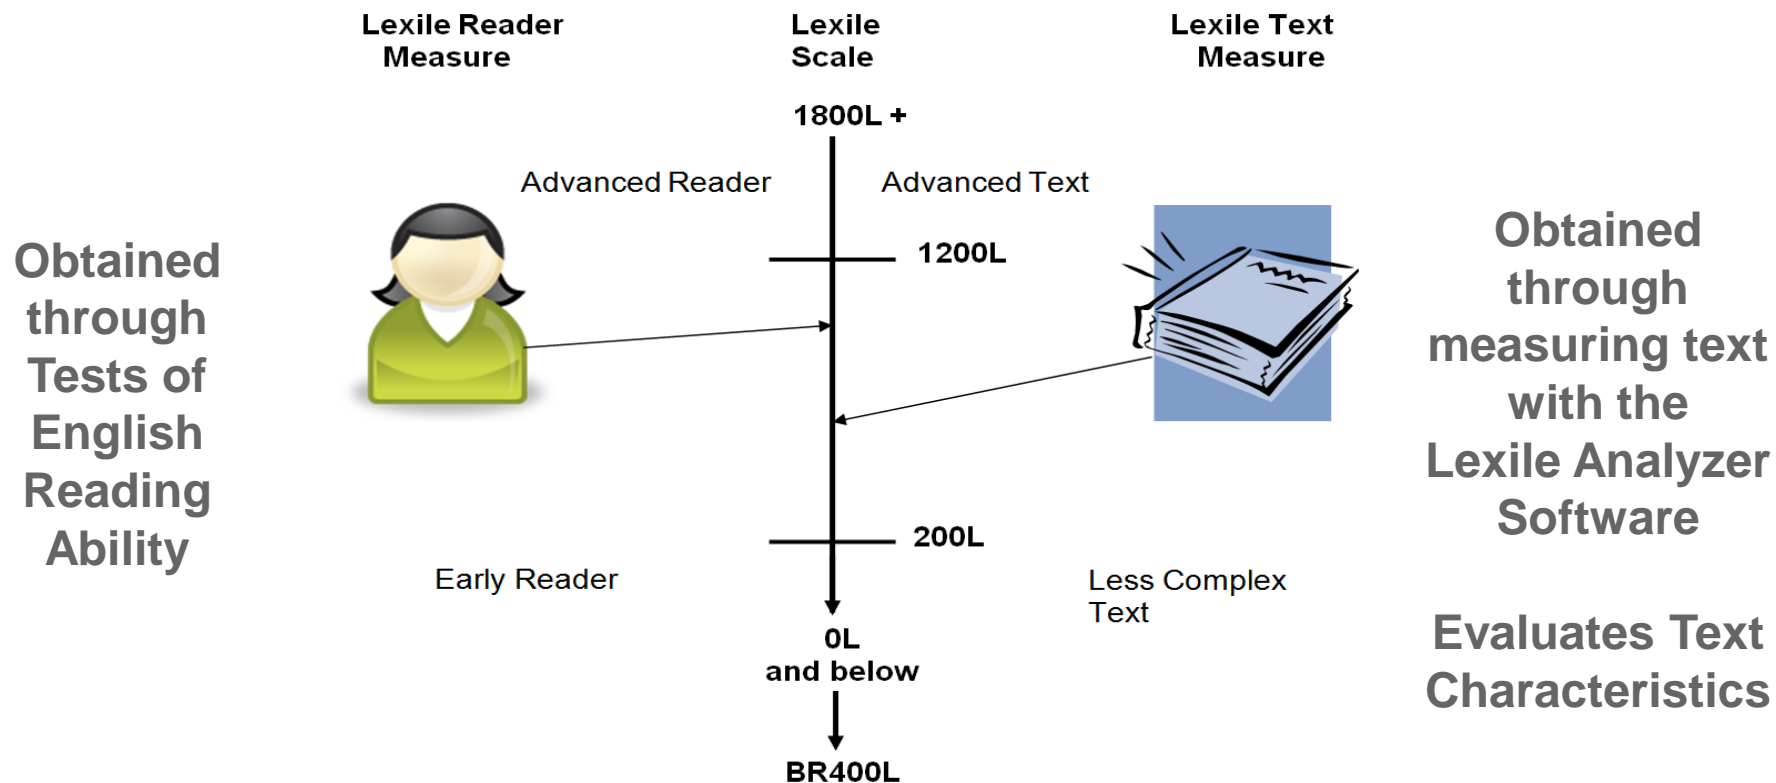 Lexile Reader
Measure
Lexile
Scale
Lexile Text
Measure
1800L +
Advanced Reader
Advanced Text
1200L
Obtained
through
Tests of
English
Reading
Ability
Obtained
through
measuring text
with the
Lexile Analyzer
Software
200L
Early Reader
Less Complex
Text
0L
and below
Evaluates Text
Characteristics
BR400L